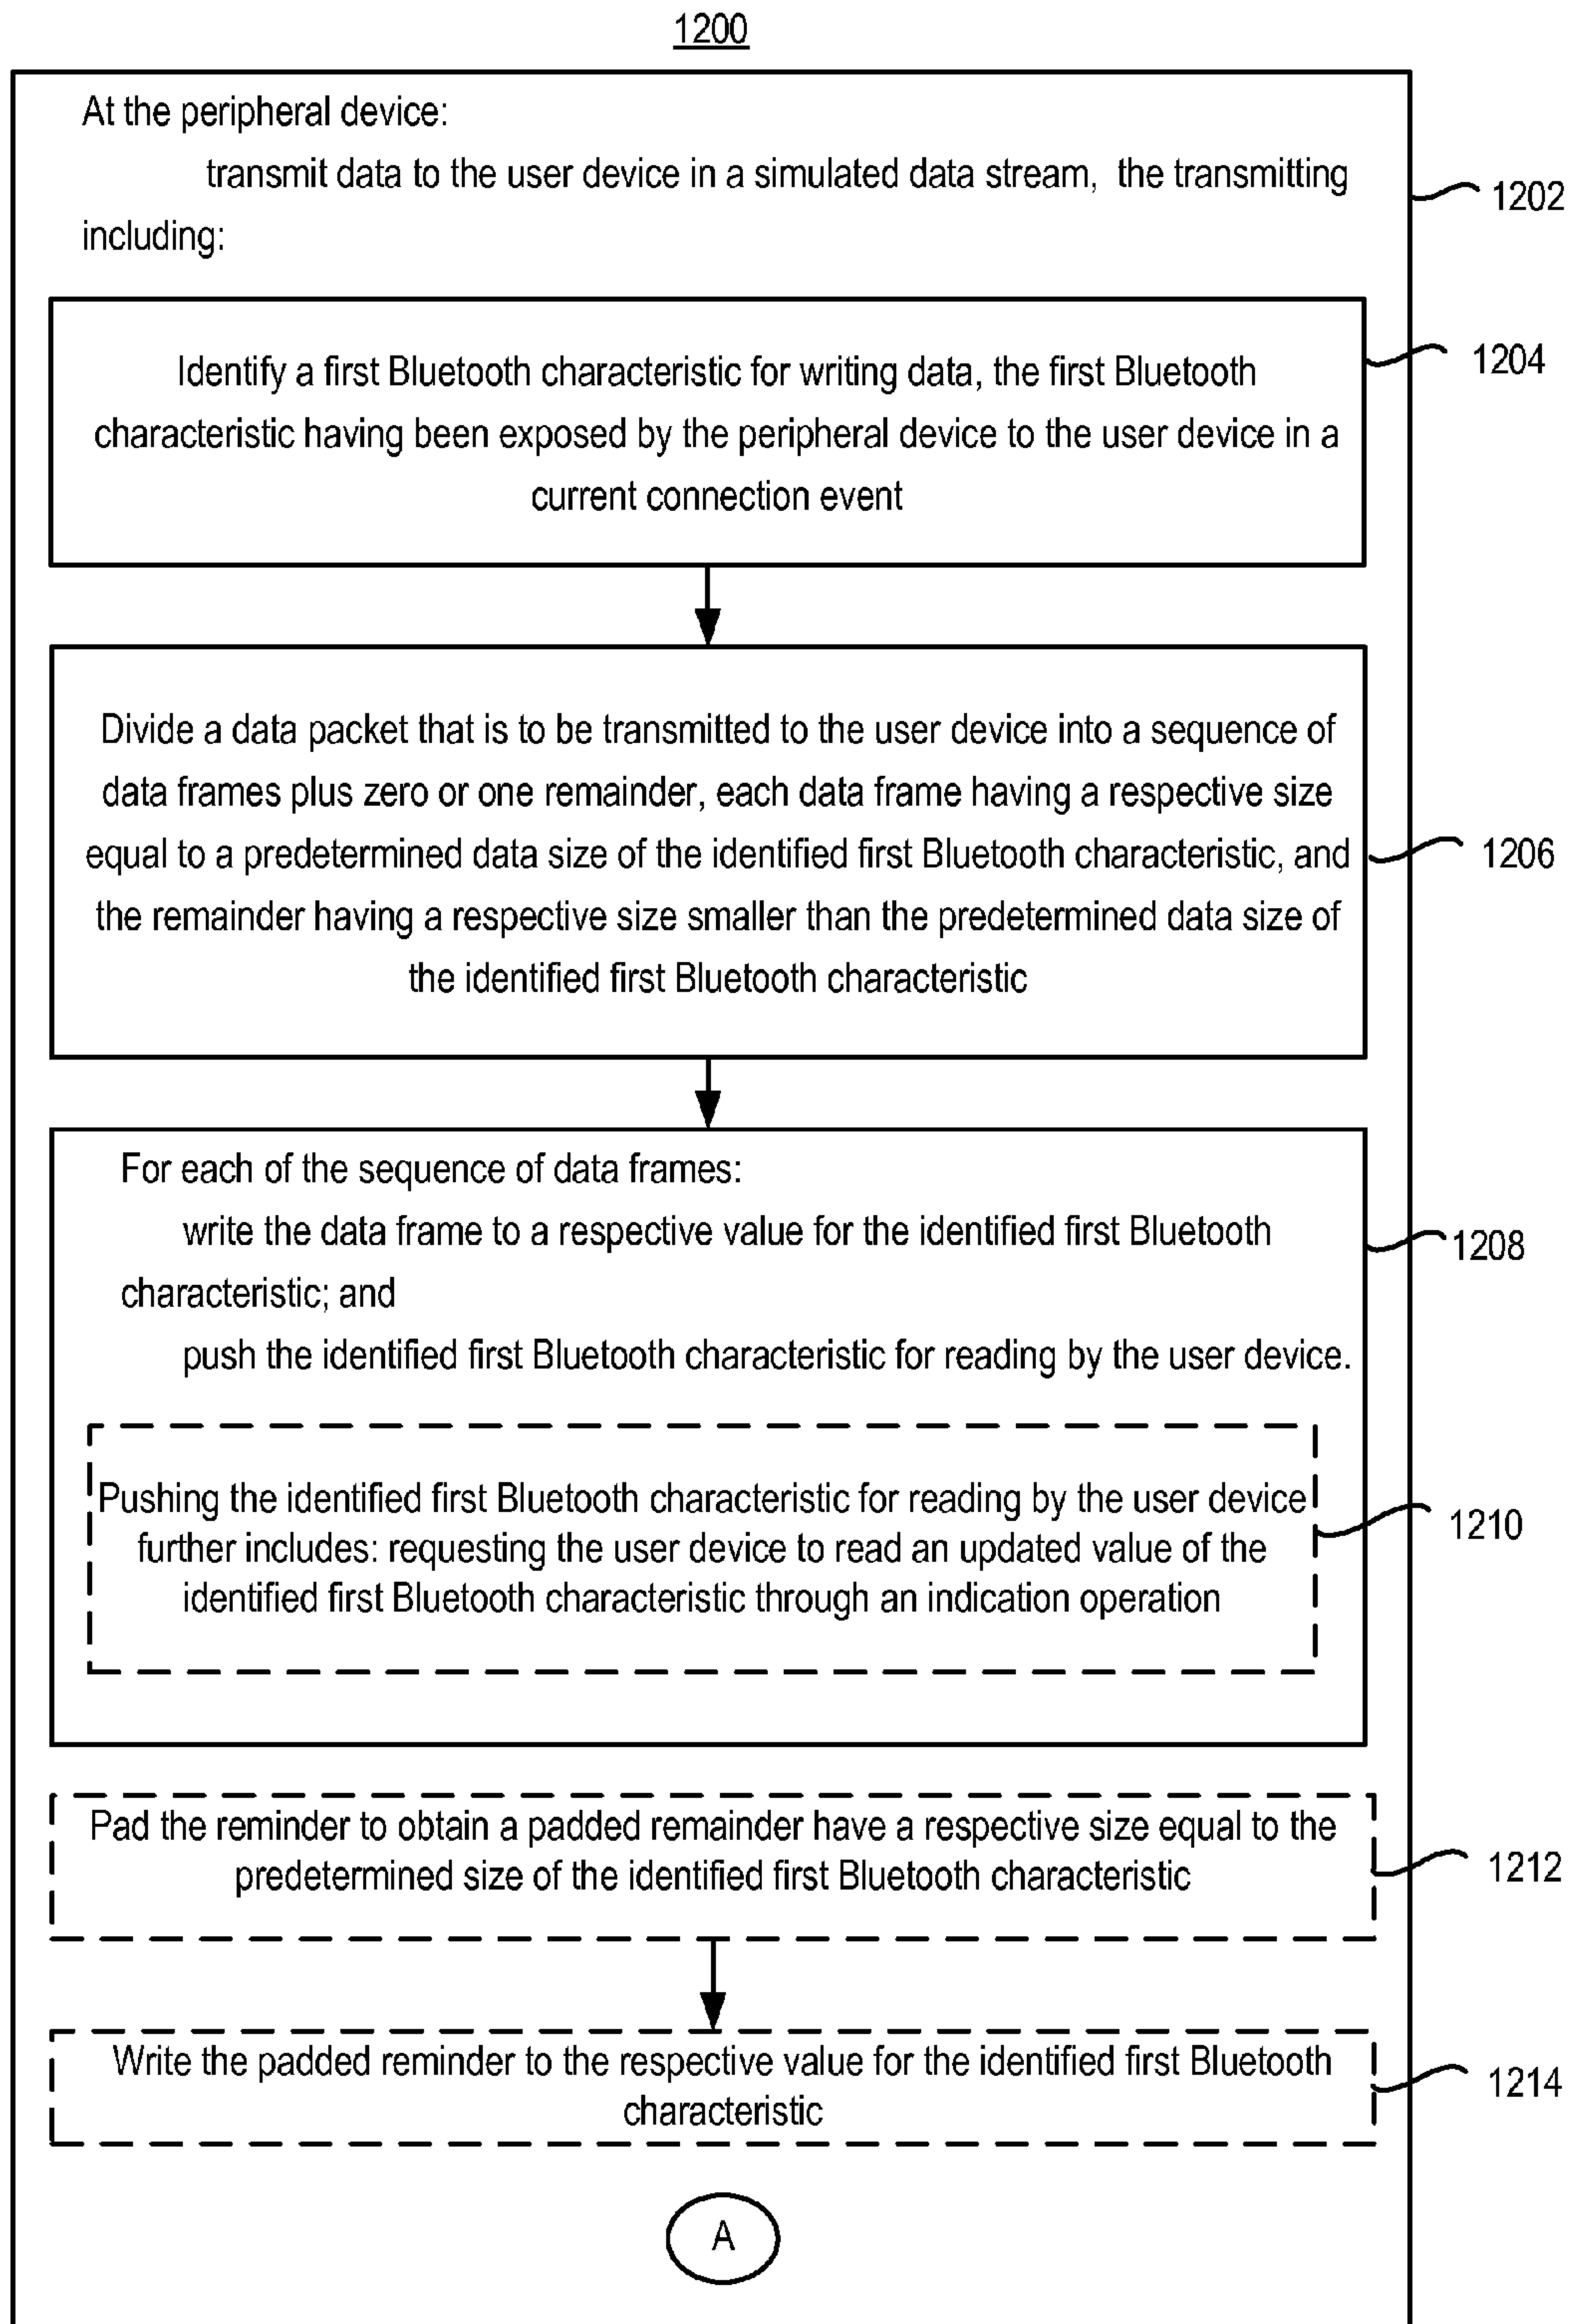 1200
At the peripheral device:
transmit data to the user device in a simulated data stream, the transmitting
including:
1202
Identify a first Bluetooth characteristic for writing data, the first Bluetooth
characteristic having been exposed by the peripheral device to the user device in a
current connection event
1204
Divide a data packet that is to be transmitted to the user device into a sequence of
data frames plus zero or one remainder, each data frame having a respective size
equal to a predetermined data size of the identified first Bluetooth characteristic, and
the remainder having a respective size smaller than the predetermined data size of
the identified first Bluetooth characteristic
1206
For each of the sequence of data frames:
write the data frame to a respective value for the identified first Bluetooth
characteristic; and
push the identified first Bluetooth characteristic for reading by the user device.
1208
Pushing the identified first Bluetooth characteristic for reading by the user device
further includes: requesting the user device to read an updated value of the
identified first Bluetooth characteristic through an indication operation
1210
Pad the reminder to obtain a padded remainder have a respective size equal to the
predetermined size of the identified first Bluetooth characteristic
1212
Write the padded reminder to the respective value for the identified first Bluetooth
characteristic
1214
A